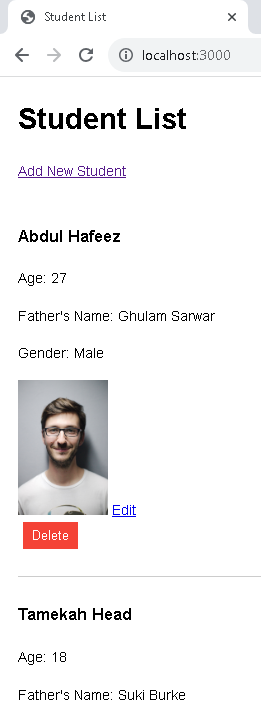 Student List
localhost:3000
Student List
Add New Student
Abdul Hafeez
Age: 27
Father's Name: Ghulam Sarwar
Gender: Male
Edit
Delete
Tamekah Head
Age: 18
Father's Name: Suki Burke